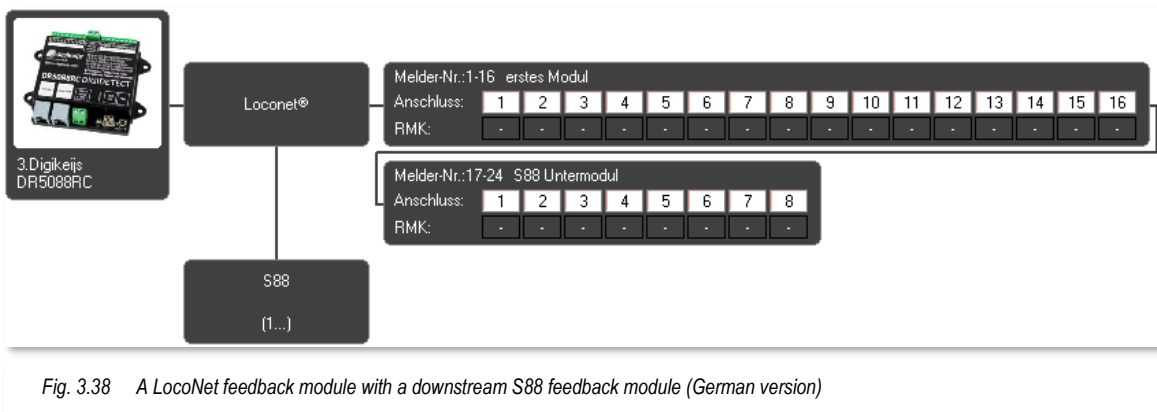 DR5088RC DIGIDETECT
3.Digikeijs
DR5088RC
Loconet®
Melder-Nr.:1-16 erstes Modul
Anschluss: 1 2 3 4 5 6 7 8 9 10 11 12 13 14 15 16
RMK: - - - - - - - - - - - - - - - -
Melder-Nr.:17-24 S88 Untermodul
Anschluss: 1 2 3 4 5 6 7 8
RMK: - - - - - - - -
S88
(1...)
Fig. 3.38 A LocoNet feedback module with a downstream S88 feedback module (German version)